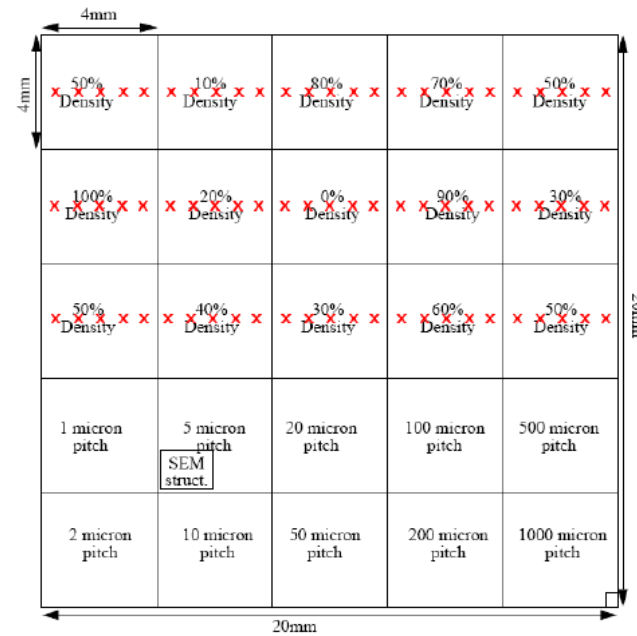 4mm
4mm
50% 10% 80% 70% 50%
x x x x x x x x x x x x x x x x x x x x x x x x x
Density Density Density Density Density
100% 20% 0% 90% 30%
x x x x x x x x x x x x x x x x x x x x x x x x x
Density Density Density Density Density
50% 40% 30% 60% 50%
x x x x x x x x x x x x x x x x x x x x x x x x x
Density Density Density Density Density
20mm
1 micron 5 micron 20 micron 100 micron 500 micron
pitch pitch pitch pitch pitch
SEM
struct.
2 micron 10 micron 50 micron 200 micron 1000 micron
pitch pitch pitch pitch pitch
20mm